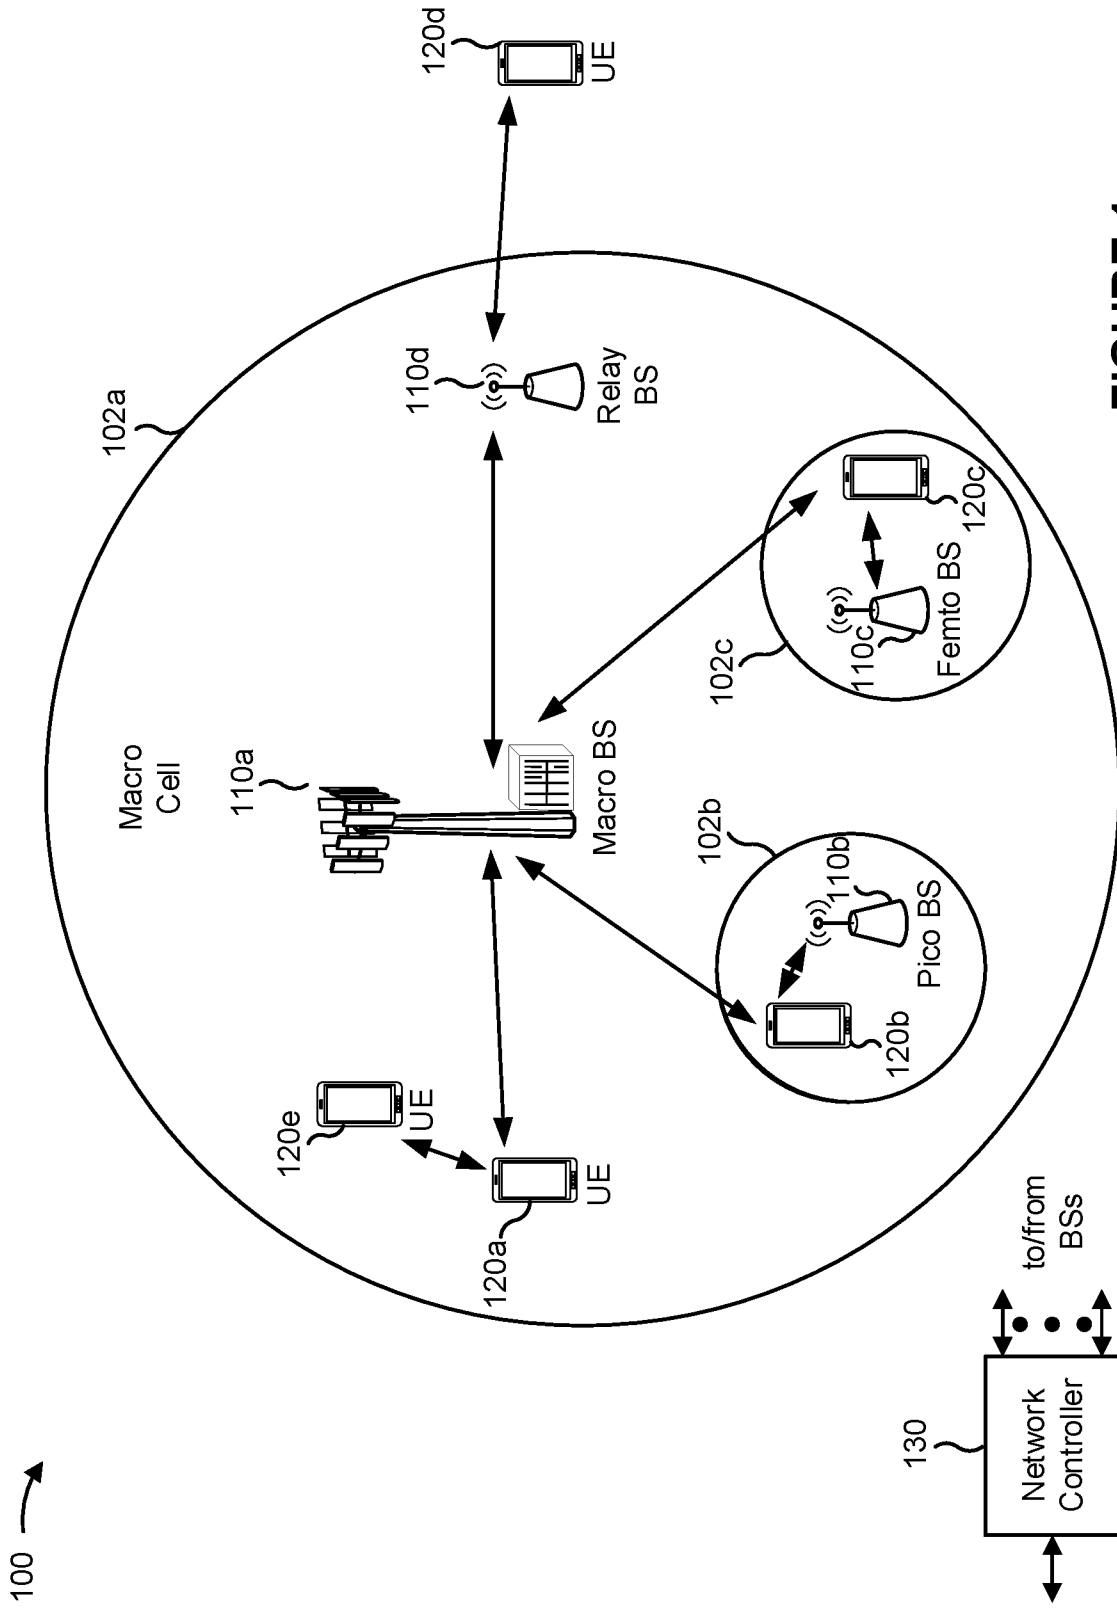 100
Macro
Cell
102a
110a
120e
UE
120a
UE
Macro BS
110d
Relay
BS
120d
UE
102b
110b
Pico BS
120b
102c
110c
Femto BS
120c
130
Network
Controller
to/from
BSs